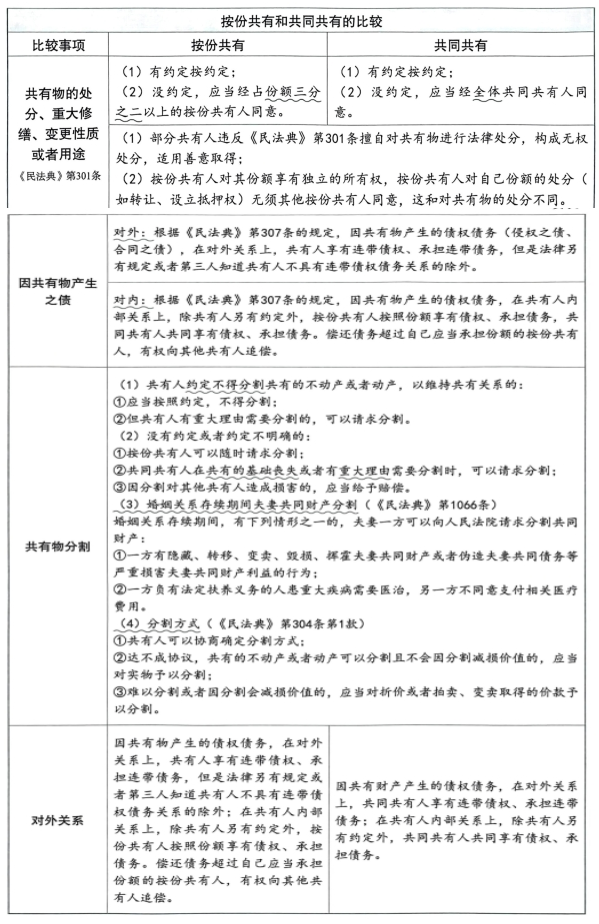 按份共有和共同共有的比较
比较事项
按份共有
共同共有
共有物的处
分、重大修
缮、变更性质
或者用途
《民法典》第301条
（1）有约定按约定；
（2）没约定，应当经占份额三分
之二以上的按份共有人同意。
（1）有约定按约定；
（2）没约定，应当经全体共同共有人同
意。
（1）部分共有人违反《民法典》第301条擅自对共有物进行法律处分，构成无权
处分，适用善意取得；
（2）按份共有人对其份额享有独立的所有权，按份共有人对自己份额的处分（
如转让、设立抵押权）无须其他按份共有人同意，这和对共有物的处分不同。
因共有物产生
之债
对外：根据《民法典》第307条的规定，因共有物产生的债权债务（侵权之债、
合同之债），在对外关系上，共有人享有连带债权、承担连带债务，但是法律另
有规定或者第三人知道共有人不具有连带债权债务关系的除外。
对内：根据《民法典》第307条的规定，因共有物产生的债权债务，在共有人内
部关系上，除共有人另有约定外，按份共有人按照份额享有债权、承担债务，共
同共有人共同享有债权、承担债务。偿还债务超过自己应当承担份额的按份共有
人，有权向其他共有人追偿。
共有物分割
（1）共有人约定不得分割共有的不动产或者动产，以维持共有关系的：
①应当按照约定，不得分割；
②但共有人有重大理由需要分割的，可以请求分割。
（2）没有约定或者约定不明确的：
①按份共有人可以随时请求分割；
②共同共有人在共有的基础丧失或者有重大理由需要分割时，可以请求分割；
③因分割对其他共有人造成损害的，应当给予赔偿。
（3）婚姻关系存续期间夫妻共同财产分割（《民法典》第1066条）
婚姻关系存续期间，有下列情形之一的，夫妻一方可以向人民法院请求分割共同
财产：
①一方有隐藏、转移、变卖、毁损、挥霍夫妻共同财产或者伪造夫妻共同债务等
严重损害夫妻共同财产利益的行为；
②一方负有法定扶养义务的人患重大疾病需要医治，另一方不同意支付相关医疗
费用。
（4）分割方式（《民法典》第304条第1款）
①共有人可以协商确定分割方式；
②达不成协议，共有的不动产或者动产可以分割且不会因分割减损价值的，应当
对实物予以分割；
③难以分割或者因分割会减损价值的，应当对折价或者拍卖、变卖取得的价款予
以分割。
对外关系
因共有物产生的债权债务，在对外
关系上，共有人享有连带债权、承
担连带债务，但是法律另有规定或
者第三人知道共有人不具有连带债
权债务关系的除外；在共有人内部
关系上，除共有人另有约定外，按
份共有人按照份额享有债权、承担
债务。偿还债务超过自己应当承担
份额的按份共有人，有权向其他共
有人追偿。
因共有财产产生的债权债务，在对外关系
上，共同共有人享有连带债权、承担连带
债务；在共有人内部关系上，除共有人另
有约定外，共同共有人共同享有债权、承
担债务。